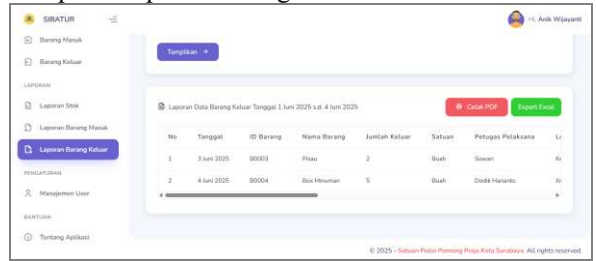 SIBATUR
Hi, Anik Wijayanti
Barang Masuk
Barang Keluar
Tampilkan +
LAPORAN
Laporan Stok
Laporan Barang Masuk
Laporan Barang Keluar
PENGATURAN
Manajemen User
BANTUAN
Tentang Aplikasi
Laporan Data Barang Keluar Tanggal 1 Juni 2025 s.d. 4 Juni 2025
Cetak PDF
Export Excel
No Tanggal ID Barang Nama Barang Jumlah Keluar Satuan Petugas Pelaksana
1 3 Juni 2025 B0003 Pisau 2 Buah Sowari
2 4 Juni 2025 B0004 Box Minuman 5 Buah Dodik Harianto
© 2025 - Satuan Polisi Pamong Praja Kota Surabaya. All rights reserved.